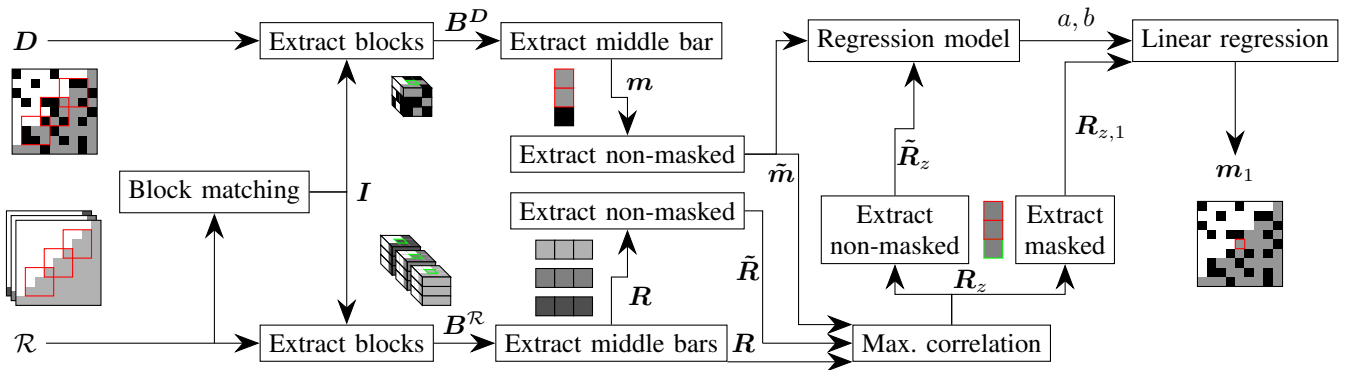 D
Extract blocks
B^D
Extract middle bar
Regression model
a, b
Linear regression
m
Extract non-masked
m̃
R̃_z
R_{z,1}
m_1
Block matching
I
Extract non-masked
R̃
Extract
non-masked
Extract
masked
R
R_z
ℛ
Extract blocks
B^ℛ
Extract middle bars
R
Max. correlation